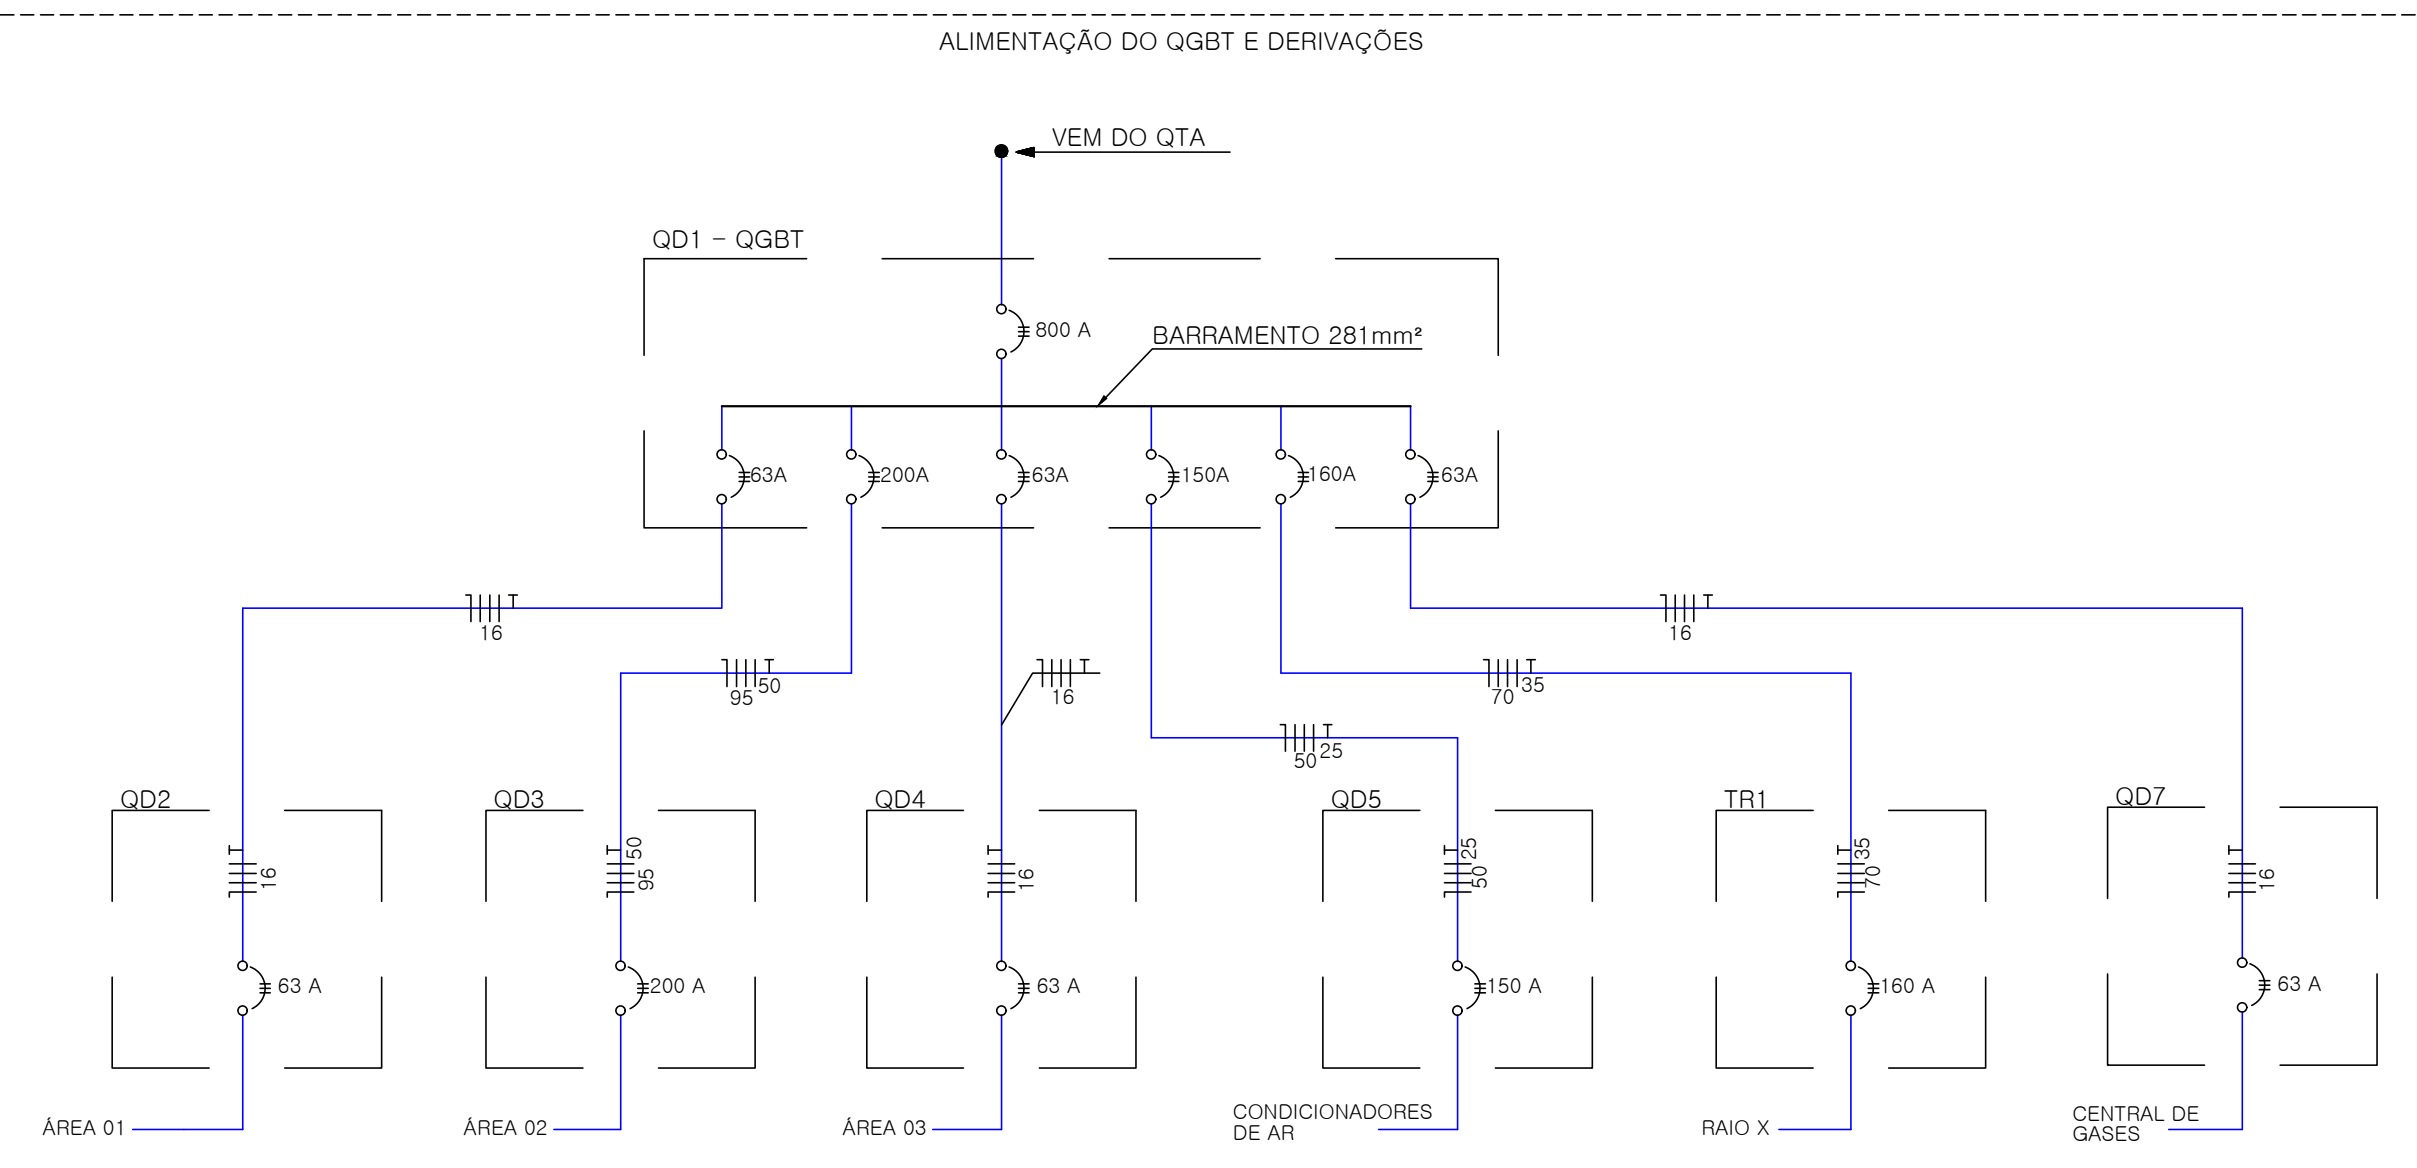 ALIMENTAÇÃO DO QGBT E DERIVAÇÕES
VEM DO QTA
QD1 - QGBT
800 A
BARRAMENTO 281mm²
63A
200A
63A
150A
160A
63A
16
95
50
16
50
25
70
35
16
QD2
QD3
QD4
QD5
TR1
QD7
16
50
95
16
25
50
35
70
16
63 A
200 A
63 A
150 A
160 A
63 A
ÁREA 01
ÁREA 02
ÁREA 03
CONDICIONADORES
DE AR
RAIO X
CENTRAL DE
GASES